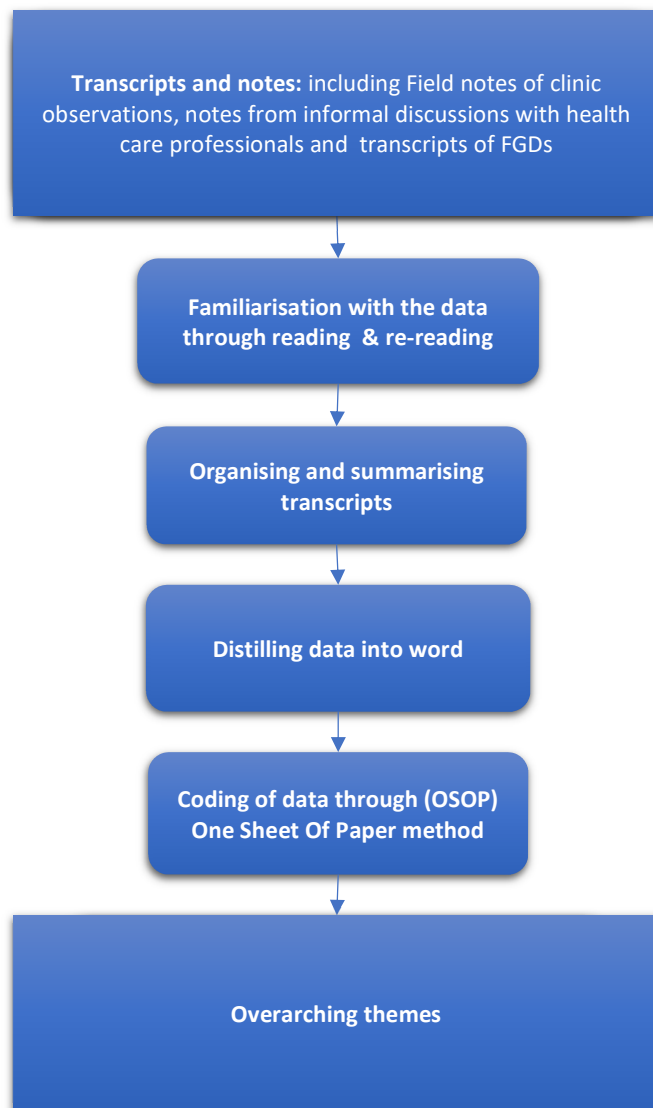 Transcripts and notes: including Field notes of clinic
observations, notes from informal discussions with health
care professionals and  transcripts of FGDs
Familiarisation with the data
through reading  & re-reading
Organising and summarising
transcripts
Distilling data into word
Coding of data through (OSOP)
One Sheet Of Paper method
Overarching themes